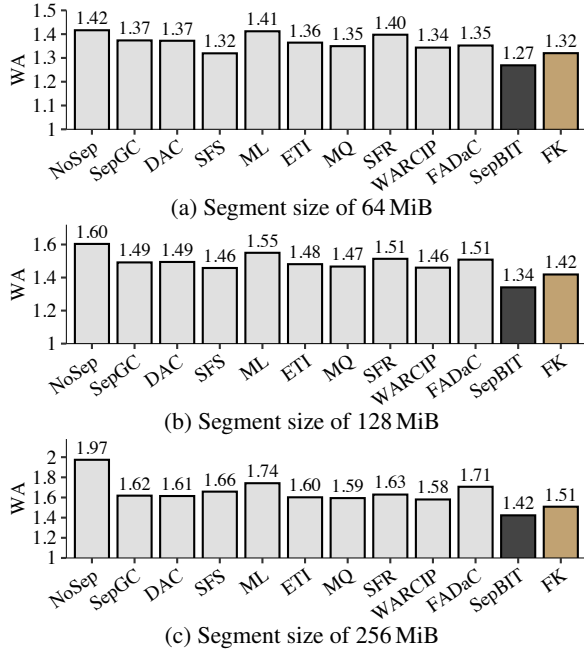 1.5
1.4
1.3
1.2
1.1
1
WA
1.42 1.37 1.37 1.32 1.41 1.36 1.35 1.40 1.34 1.35 1.27 1.32
NoSep SepGC DAC SFS ML ETI MQ SFR WARCIP FADaC SepBIT FK
(a) Segment size of 64 MiB
1.6
1.4
1.2
1
WA
1.60 1.49 1.49 1.46 1.55 1.48 1.47 1.51 1.46 1.51 1.34 1.42
NoSep SepGC DAC SFS ML ETI MQ SFR WARCIP FADaC SepBIT FK
(b) Segment size of 128 MiB
2
1.8
1.6
1.4
1.2
1
WA
1.97 1.62 1.61 1.66 1.74 1.60 1.59 1.63 1.58 1.71 1.42 1.51
NoSep SepGC DAC SFS ML ETI MQ SFR WARCIP FADaC SepBIT FK
(c) Segment size of 256 MiB